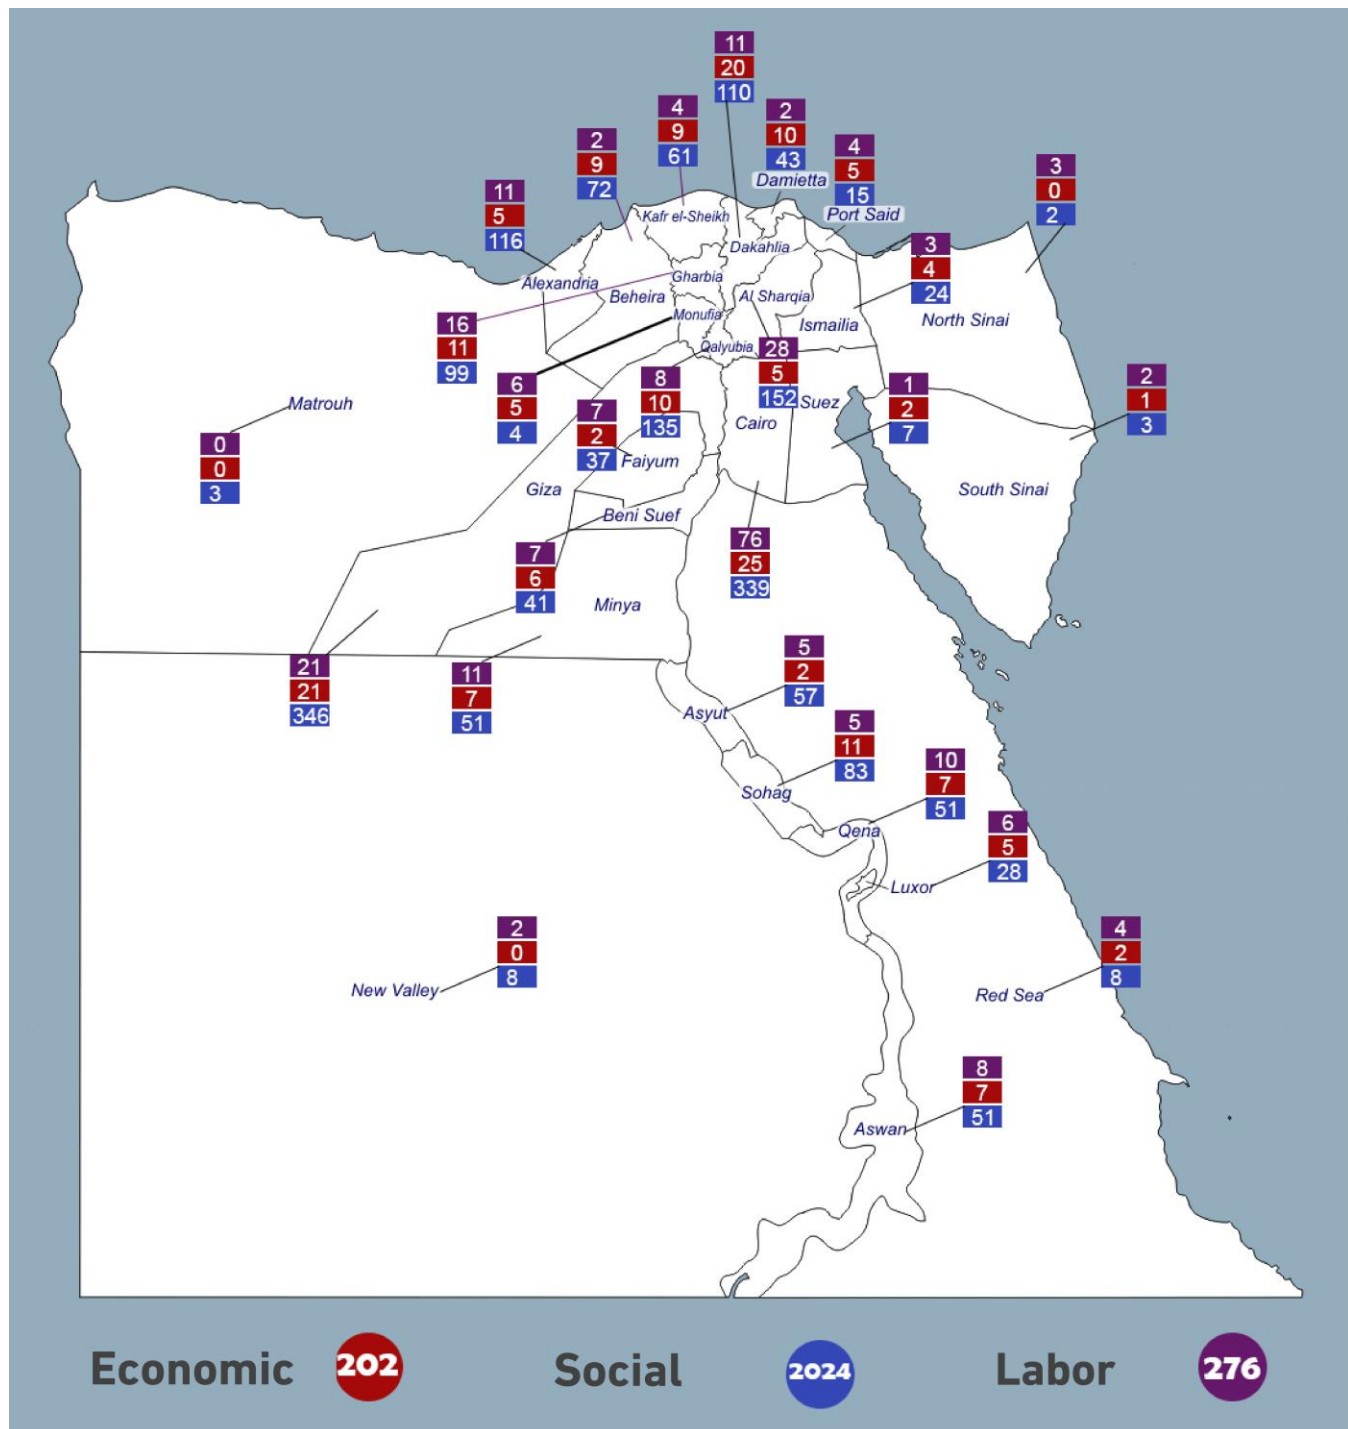 11
20
110
4
9
61
2
10
43
Damietta
2
9
72
4
5
15
Port Said
3
0
2
11
5
116
Kafr el-Sheikh
Dakahlia
3
4
24
Alexandria
Gharbia
Beheira
Al Sharqia
Monufia
Ismailia
North Sinai
16
11
99
Qalyubia
28
5
152
6
5
4
8
10
135
7
2
37
1
2
7
2
1
3
Matrouh
Suez
Cairo
0
0
3
Faiyum
Giza
South Sinai
Beni Suef
76
25
339
7
6
41
Minya
21
21
346
11
7
51
5
2
57
Asyut
5
11
83
Sohag
10
7
51
Qena
6
5
28
Luxor
2
0
8
New Valley
4
2
8
Red Sea
8
7
51
Aswan
Economic 202 Social 2024 Labor 276